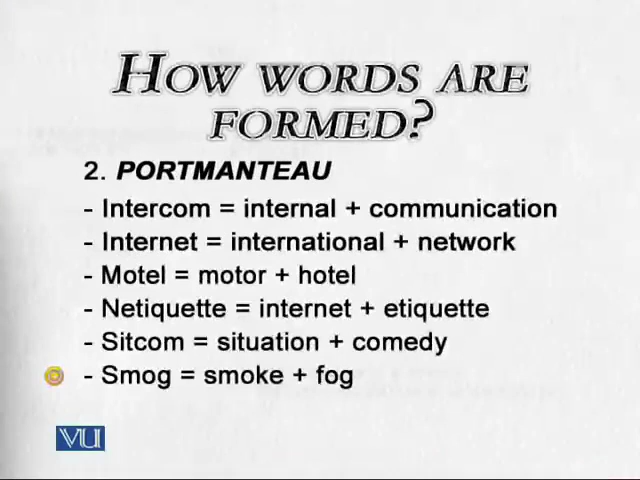 HOW WORDS ARE
FORMED?
2. PORTMANTEAU
- Intercom = internal + communication
- Internet = international + network
- Motel = motor + hotel
- Netiquette = internet + etiquette
- Sitcom = situation + comedy
- Smog = smoke + fog
VU